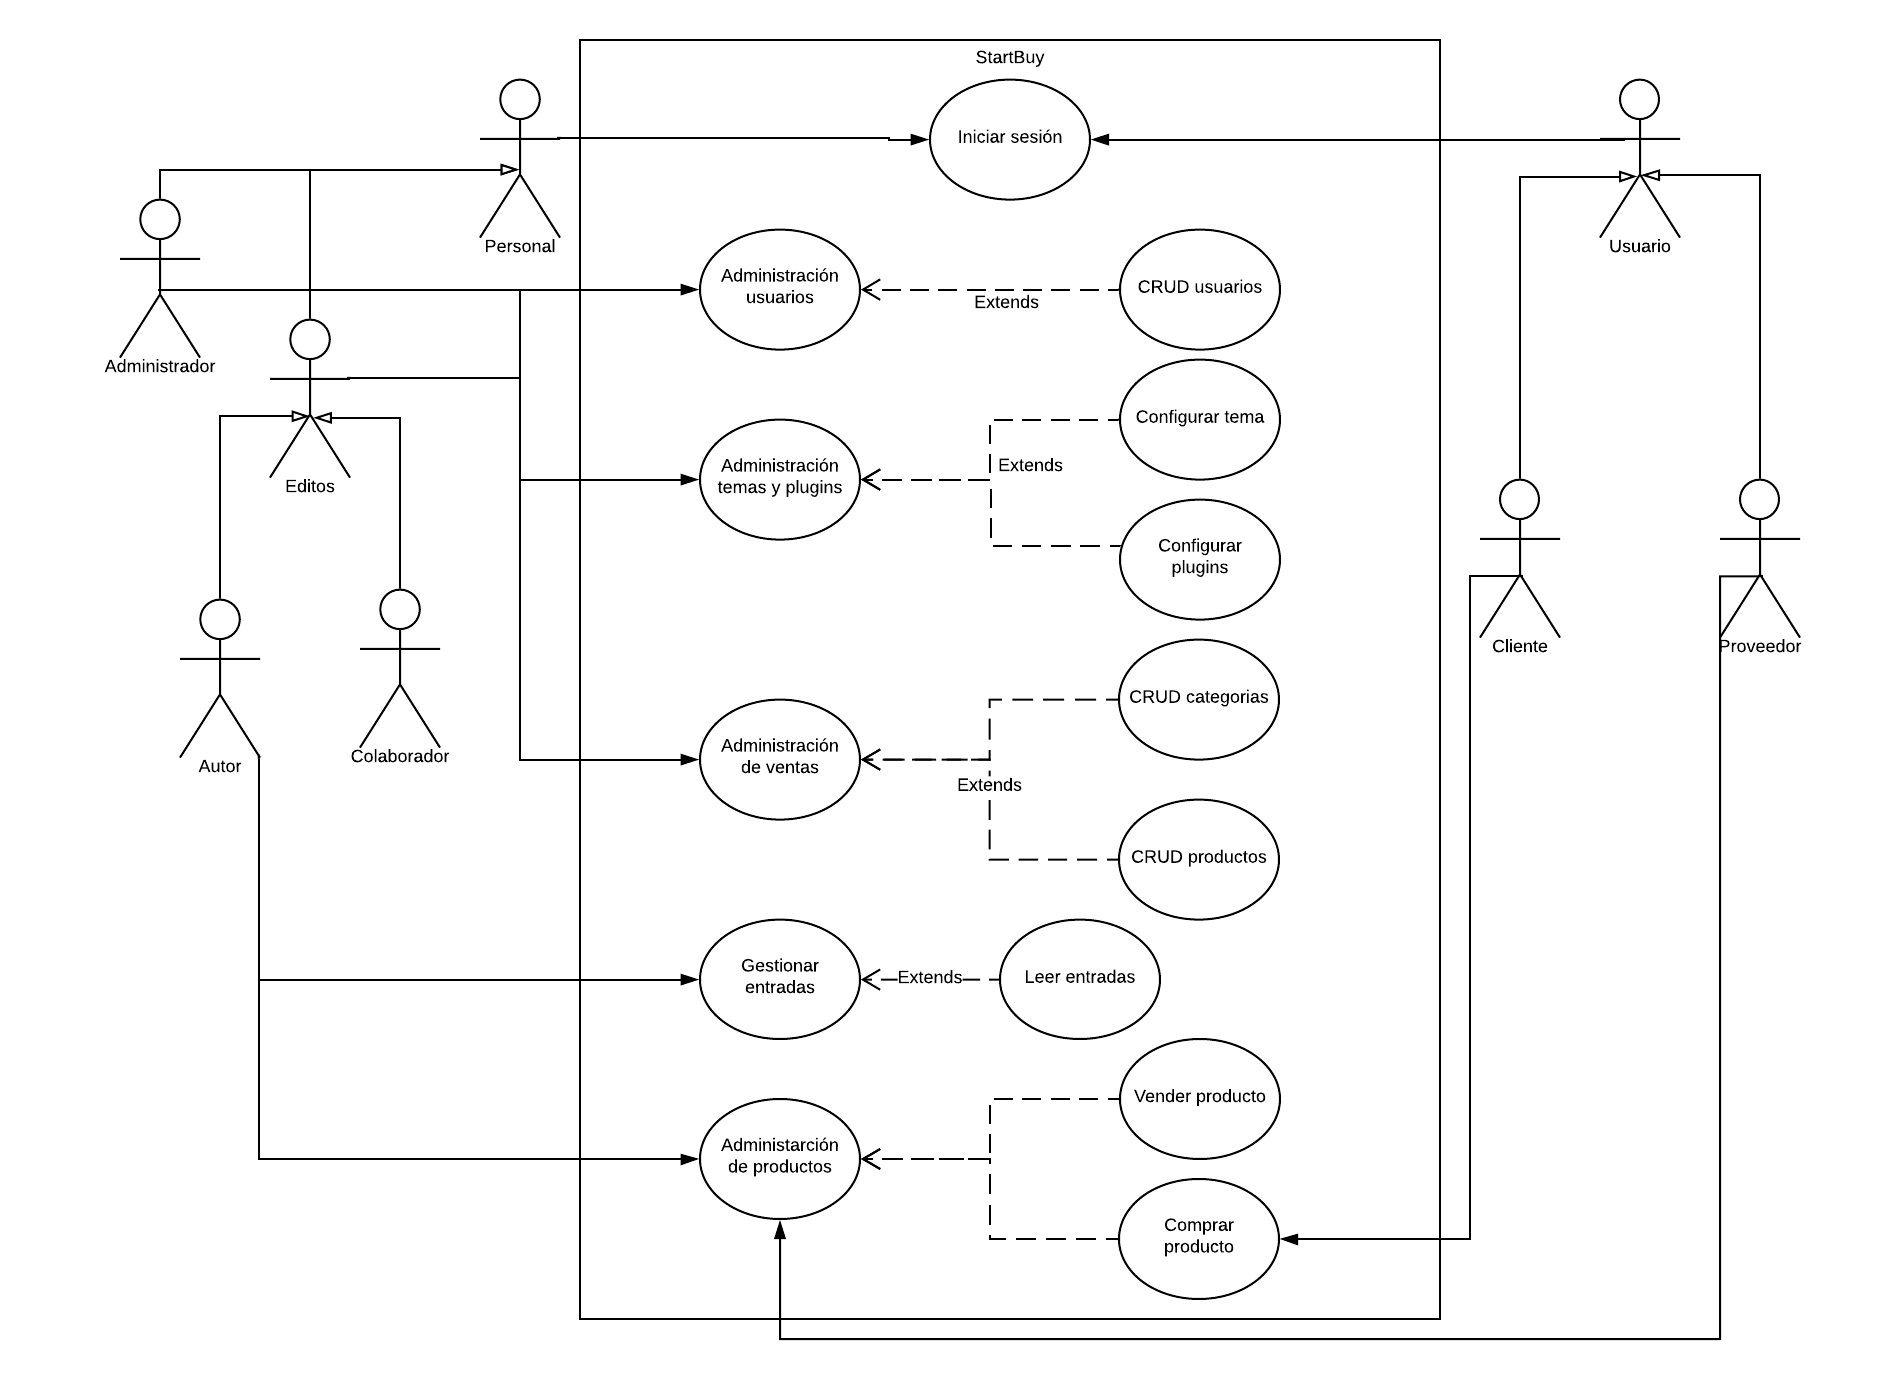 StartBuy
Iniciar sesión
Personal
Usuario
Administración
usuarios
Extends
CRUD usuarios
Administrador
Configurar tema
Administración
temas y plugins
Extends
Editos
Configurar
plugins
Cliente
Proveedor
CRUD categorias
Administración
de ventas
Autor
Colaborador
Extends
CRUD productos
Gestionar
entradas
Extends
Leer entradas
Vender producto
Administarción
de productos
Comprar
producto